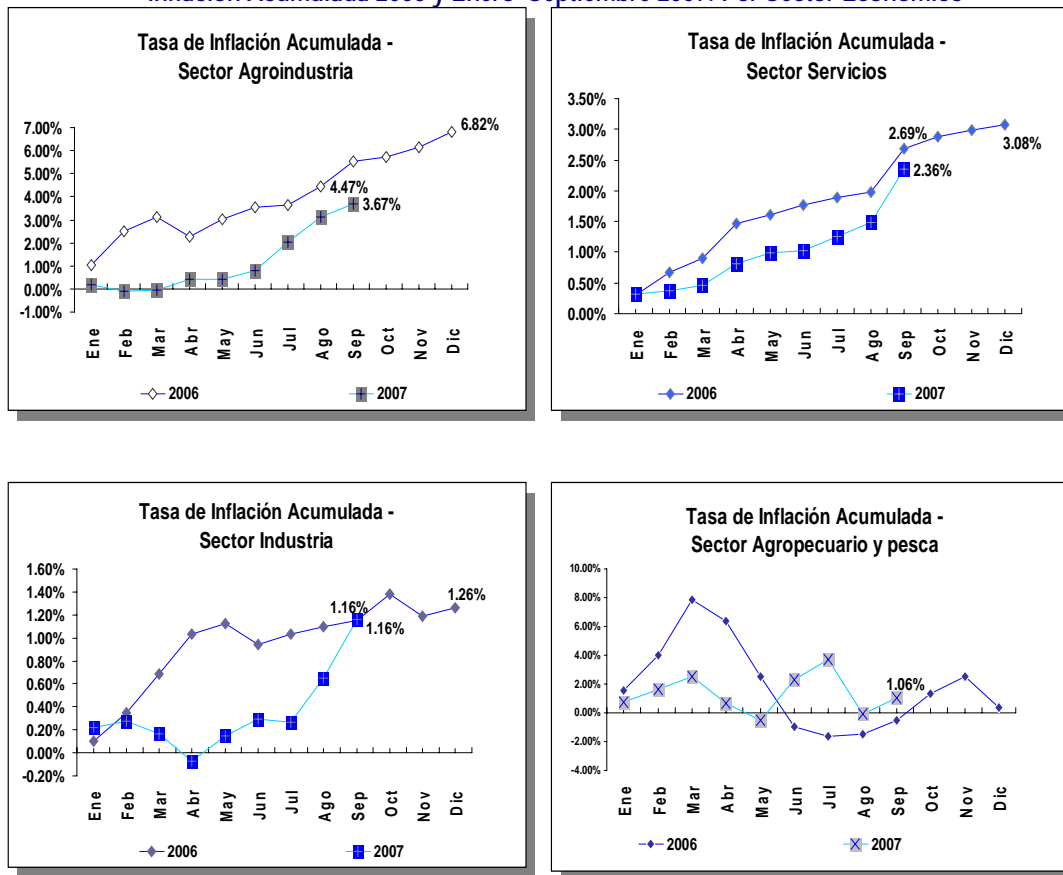 Tasa de Inflación Acumulada -
Sector Agroindustria
7.00%
6.00%
5.00%
4.00%
3.00%
2.00%
1.00%
0.00%
-1.00%
6.82%
4.47%
3.67%
Ene
Feb
Mar
Abr
May
Jun
Jul
Ago
Sep
Oct
Nov
Dic
2006
2007
Tasa de Inflación Acumulada -
Sector Servicios
3.50%
3.00%
2.50%
2.00%
1.50%
1.00%
0.50%
0.00%
2.69%
3.08%
2.36%
Ene
Feb
Mar
Abr
May
Jun
Jul
Ago
Sep
Oct
Nov
Dic
2006
2007
Tasa de Inflación Acumulada -
Sector Industria
1.60%
1.40%
1.20%
1.00%
0.80%
0.60%
0.40%
0.20%
0.00%
-0.20%
1.16%
1.26%
1.16%
Ene
Feb
Mar
Abr
May
Jun
Jul
Ago
Sep
Oct
Nov
Dic
2006
2007
Tasa de Inflación Acumulada -
Sector Agropecuario y pesca
10.00%
8.00%
6.00%
4.00%
2.00%
0.00%
-2.00%
-4.00%
1.06%
Ene
Feb
Mar
Abr
May
Jun
Jul
Ago
Sep
Oct
Nov
Dic
2006
2007